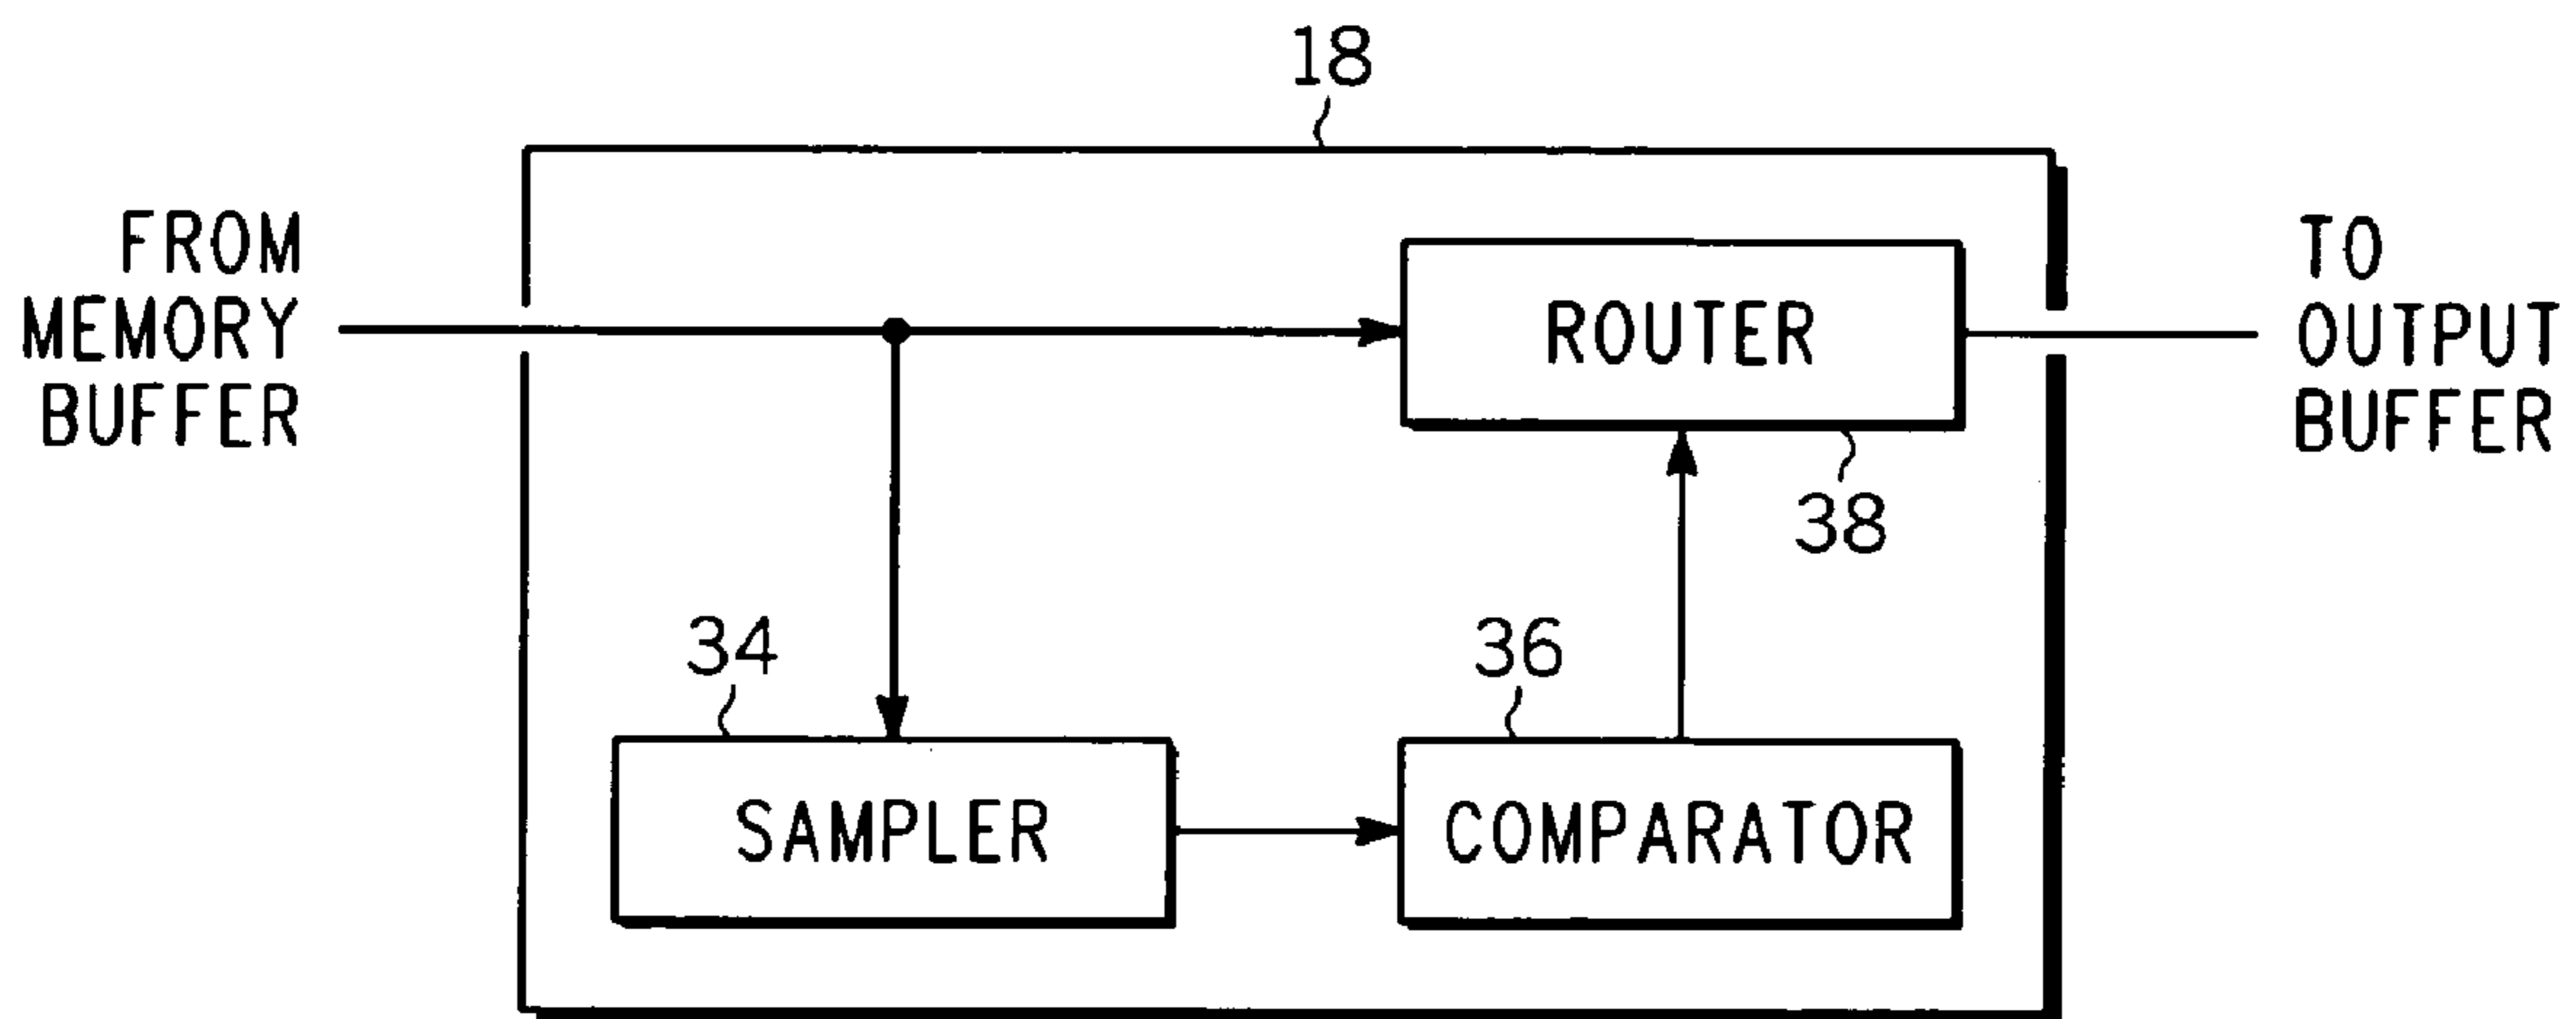 18
FROM
MEMORY
BUFFER
ROUTER
TO
OUTPUT
BUFFER
38
34
36
SAMPLER
COMPARATOR